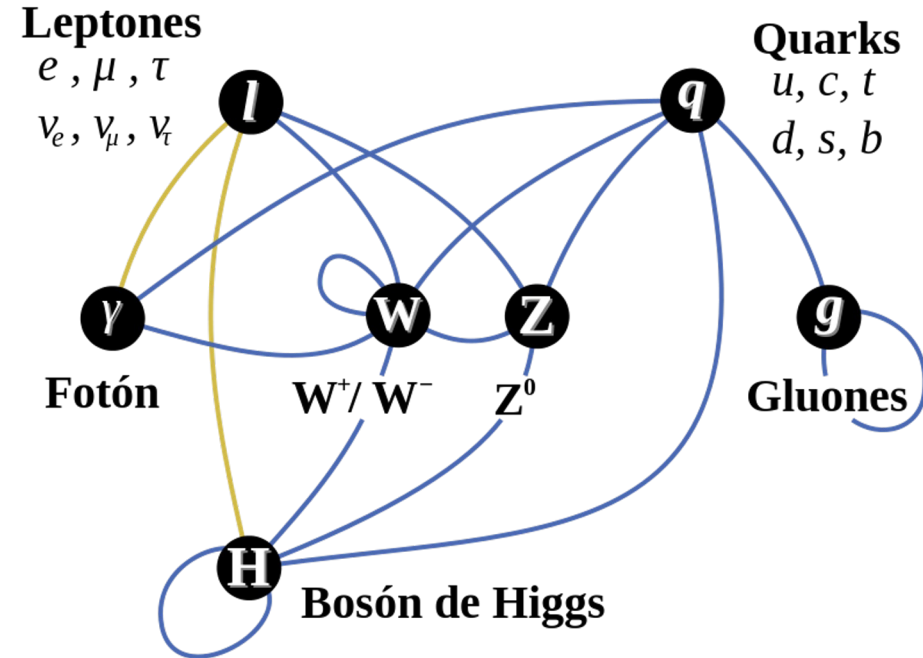 Leptones
e , μ , τ
νe, νμ, ντ
l
Quarks
u, c, t
d, s, b
q
γ
Fotón
W
W⁺/ W⁻
Z
Z⁰
g
Gluones
H
Bosón de Higgs